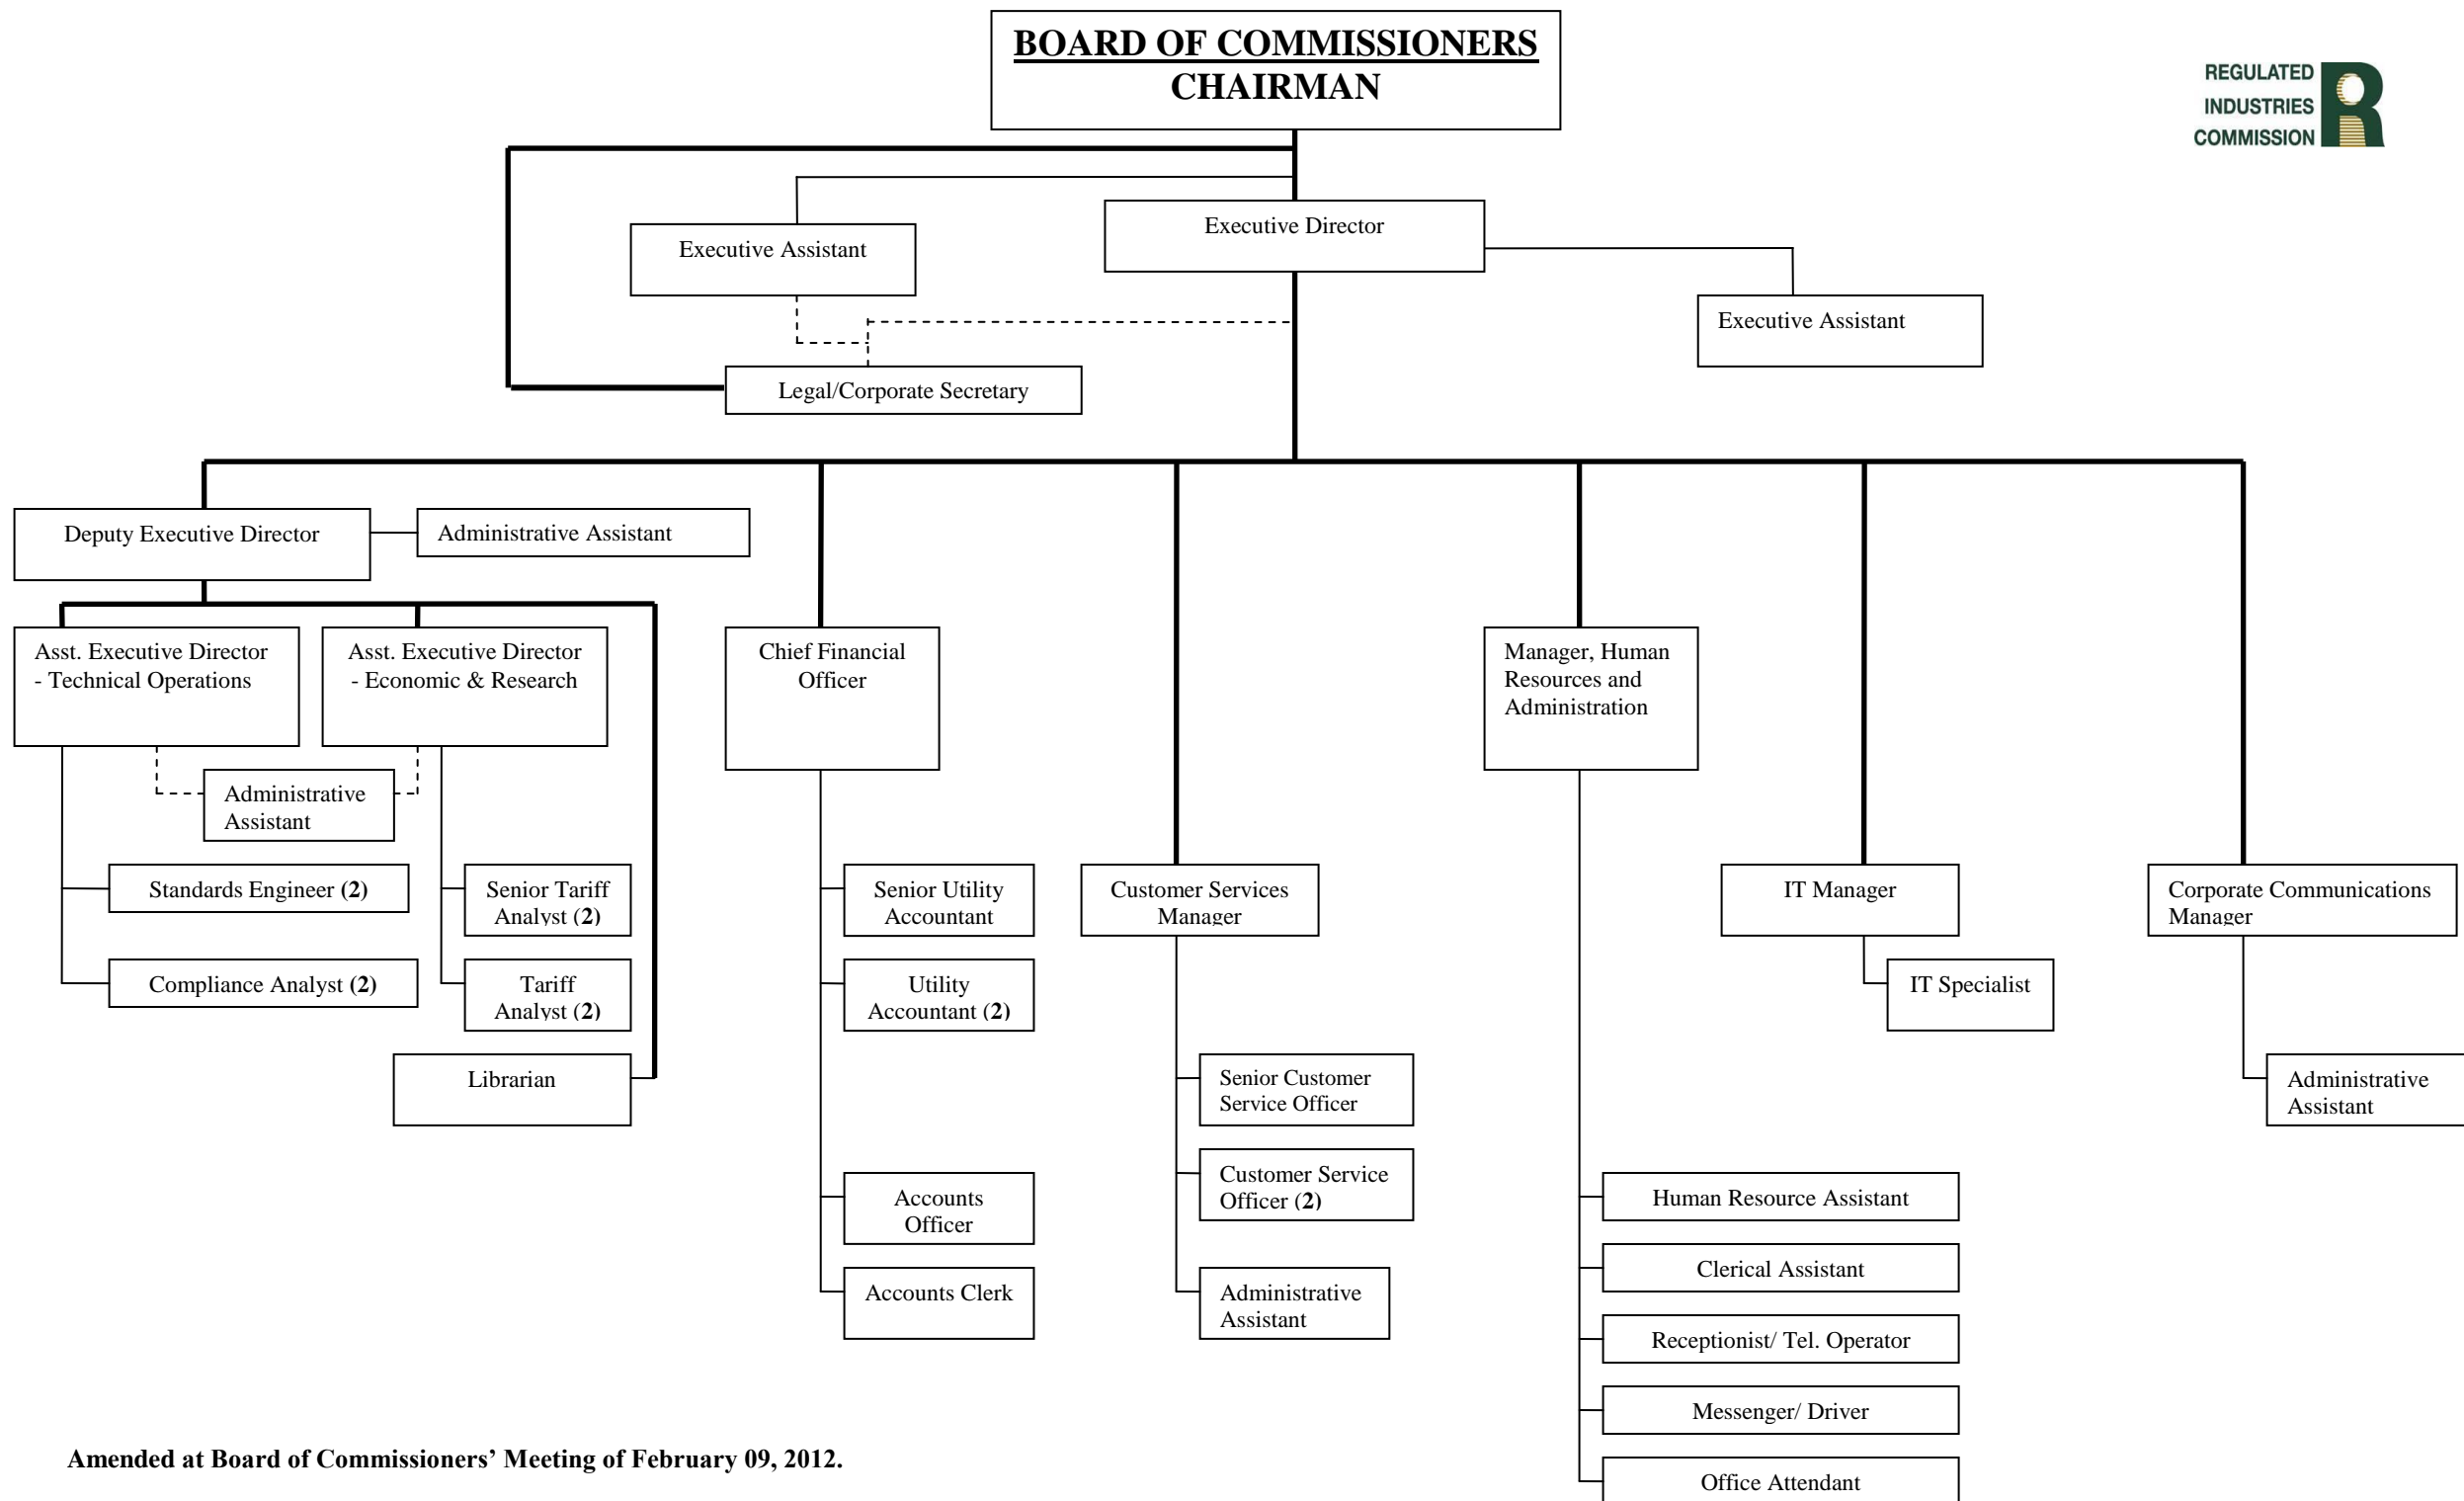 BOARD OF COMMISSIONERS
CHAIRMAN
REGULATED
INDUSTRIES
COMMISSION
Executive Director
Executive Assistant
Executive Assistant
Legal/Corporate Secretary
Deputy Executive Director
Administrative Assistant
Asst. Executive Director
- Technical Operations
Asst. Executive Director
- Economic & Research
Administrative
Assistant
Standards Engineer (2)
Compliance Analyst (2)
Senior Tariff
Analyst (2)
Tariff
Analyst (2)
Librarian
Chief Financial
Officer
Senior Utility
Accountant
Utility
Accountant (2)
Accounts
Officer
Accounts Clerk
Customer Services
Manager
Senior Customer
Service Officer
Customer Service
Officer (2)
Administrative
Assistant
Manager, Human
Resources and
Administration
Human Resource Assistant
Clerical Assistant
Receptionist/ Tel. Operator
Messenger/ Driver
Office Attendant
IT Manager
IT Specialist
Corporate Communications
Manager
Administrative
Assistant
Amended at Board of Commissioners’ Meeting of February 09, 2012.